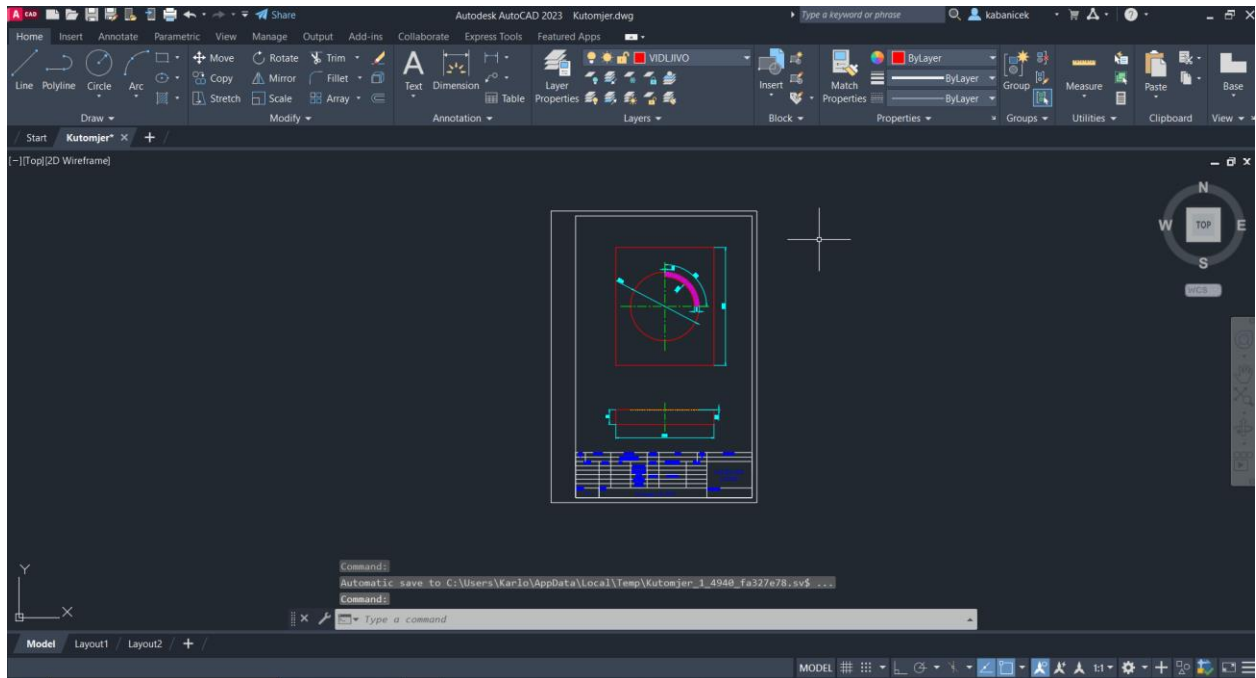 A CAD Share Autodesk AutoCAD 2023 Kutomjer.dwg Type a keyword or phrase kabanicek
Home Insert Annotate Parametric View Manage Output Add-ins Collaborate Express Tools Featured Apps
Move Rotate Trim VIDLJIVO ByLayer
Line Polyline Circle Arc Copy Mirror Fillet Text Dimension Layer Properties Insert Match Properties ByLayer Group Measure Paste Base
Stretch Scale Array Table ByLayer
Draw Modify Annotation Layers Block Properties Groups Utilities Clipboard View
Start Kutomjer*
[−][Top][2D Wireframe]
N
W TOP E
S
WCS
Command:
Automatic save to C:\Users\Karlo\AppData\Local\Temp\Kutomjer_1_4940_fa327e78.sv$ ...
Command:
Y
X
Type a command
Model Layout1 Layout2
MODEL 1:1